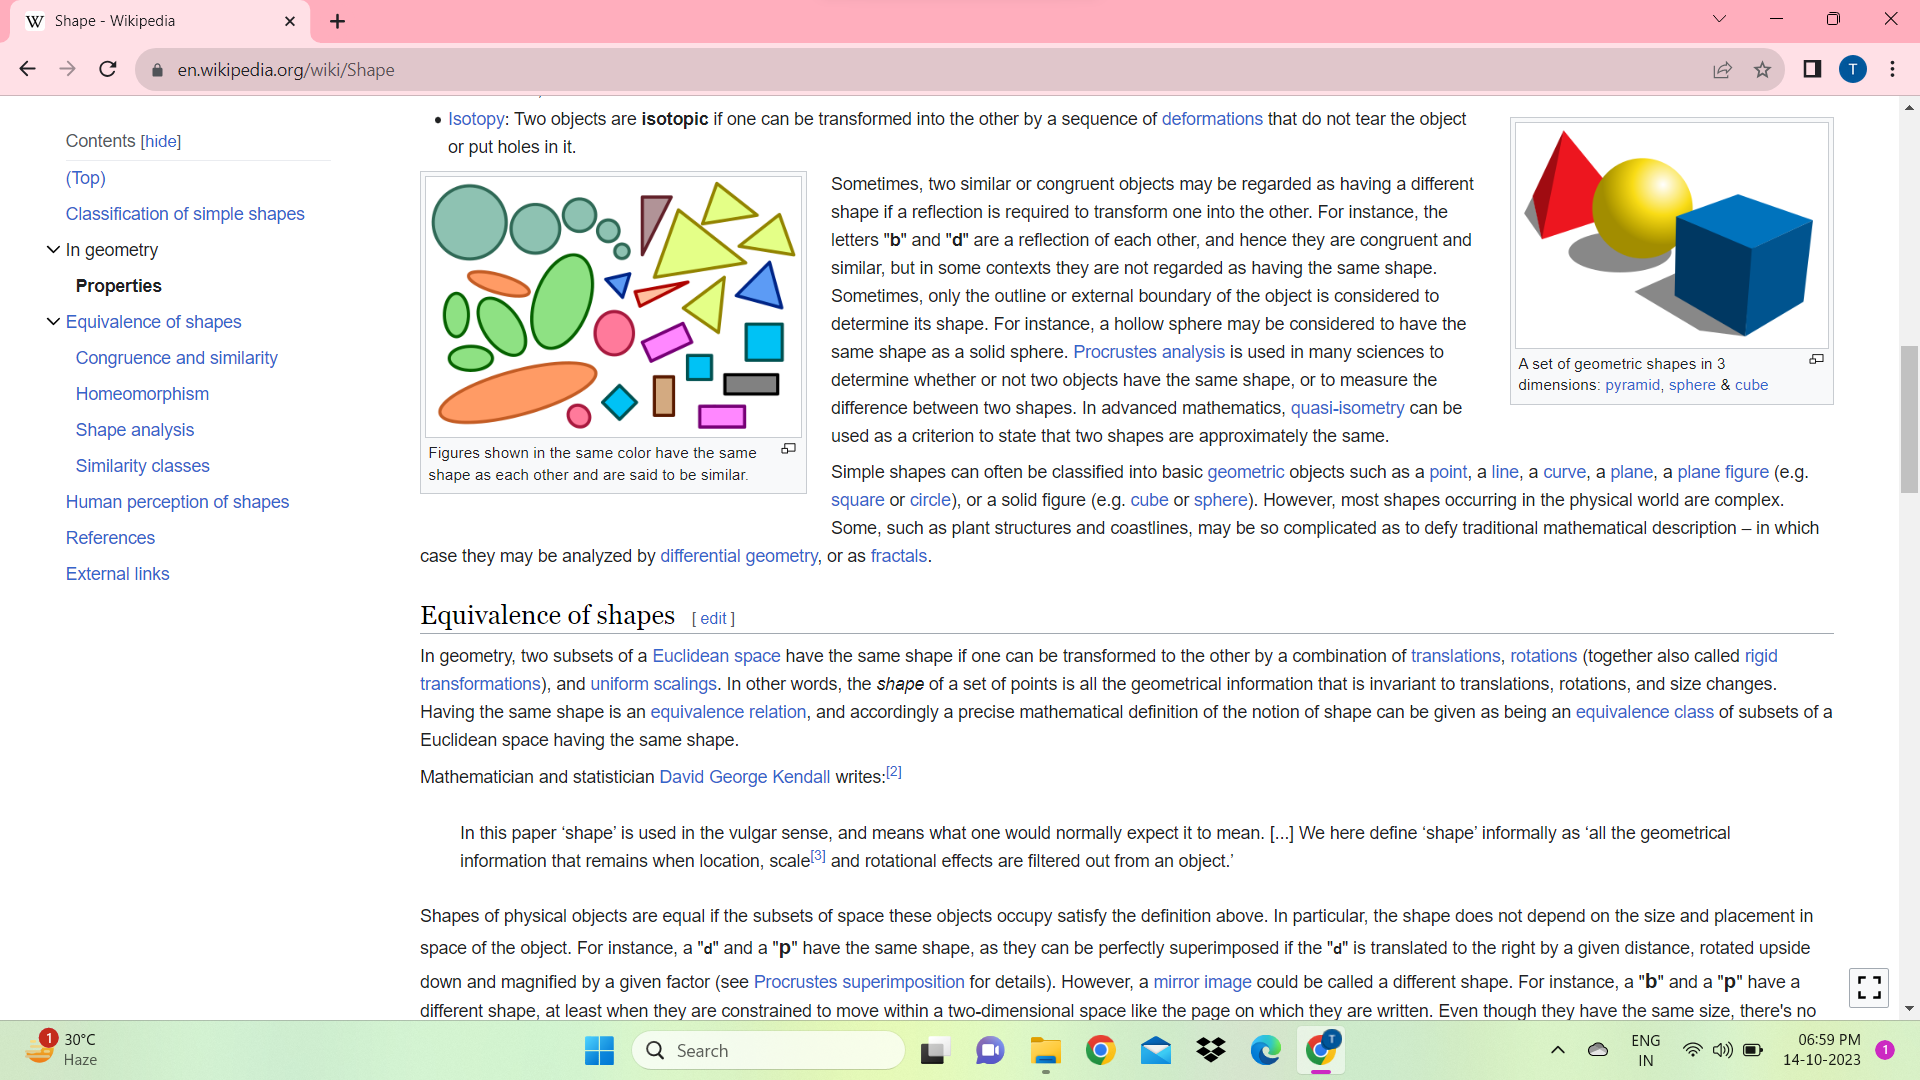 Shape - Wikipedia
en.wikipedia.org/wiki/Shape
T
Contents [hide]
(Top)
Classification of simple shapes
In geometry
Properties
Equivalence of shapes
Congruence and similarity
Homeomorphism
Shape analysis
Similarity classes
Human perception of shapes
References
External links
• Isotopy: Two objects are isotopic if one can be transformed into the other by a sequence of deformations that do not tear the object
or put holes in it.
Figures shown in the same color have the same
shape as each other and are said to be similar.
Sometimes, two similar or congruent objects may be regarded as having a different
shape if a reflection is required to transform one into the other. For instance, the
letters "b" and "d" are a reflection of each other, and hence they are congruent and
similar, but in some contexts they are not regarded as having the same shape.
Sometimes, only the outline or external boundary of the object is considered to
determine its shape. For instance, a hollow sphere may be considered to have the
same shape as a solid sphere. Procrustes analysis is used in many sciences to
determine whether or not two objects have the same shape, or to measure the
difference between two shapes. In advanced mathematics, quasi-isometry can be
used as a criterion to state that two shapes are approximately the same.
A set of geometric shapes in 3
dimensions: pyramid, sphere & cube
Simple shapes can often be classified into basic geometric objects such as a point, a line, a curve, a plane, a plane figure (e.g.
square or circle), or a solid figure (e.g. cube or sphere). However, most shapes occurring in the physical world are complex.
Some, such as plant structures and coastlines, may be so complicated as to defy traditional mathematical description – in which
case they may be analyzed by differential geometry, or as fractals.
Equivalence of shapes [ edit ]
In geometry, two subsets of a Euclidean space have the same shape if one can be transformed to the other by a combination of translations, rotations (together also called rigid
transformations), and uniform scalings. In other words, the shape of a set of points is all the geometrical information that is invariant to translations, rotations, and size changes.
Having the same shape is an equivalence relation, and accordingly a precise mathematical definition of the notion of shape can be given as being an equivalence class of subsets of a
Euclidean space having the same shape.
Mathematician and statistician David George Kendall writes:[2]
In this paper ‘shape’ is used in the vulgar sense, and means what one would normally expect it to mean. [...] We here define ‘shape’ informally as ‘all the geometrical
information that remains when location, scale[3] and rotational effects are filtered out from an object.’
Shapes of physical objects are equal if the subsets of space these objects occupy satisfy the definition above. In particular, the shape does not depend on the size and placement in
space of the object. For instance, a "d" and a "p" have the same shape, as they can be perfectly superimposed if the "d" is translated to the right by a given distance, rotated upside
down and magnified by a given factor (see Procrustes superimposition for details). However, a mirror image could be called a different shape. For instance, a "b" and a "p" have a
different shape, at least when they are constrained to move within a two-dimensional space like the page on which they are written. Even though they have the same size, there's no
1
30°C
Haze
Search
T
ENG
IN
06:59 PM
14-10-2023
1